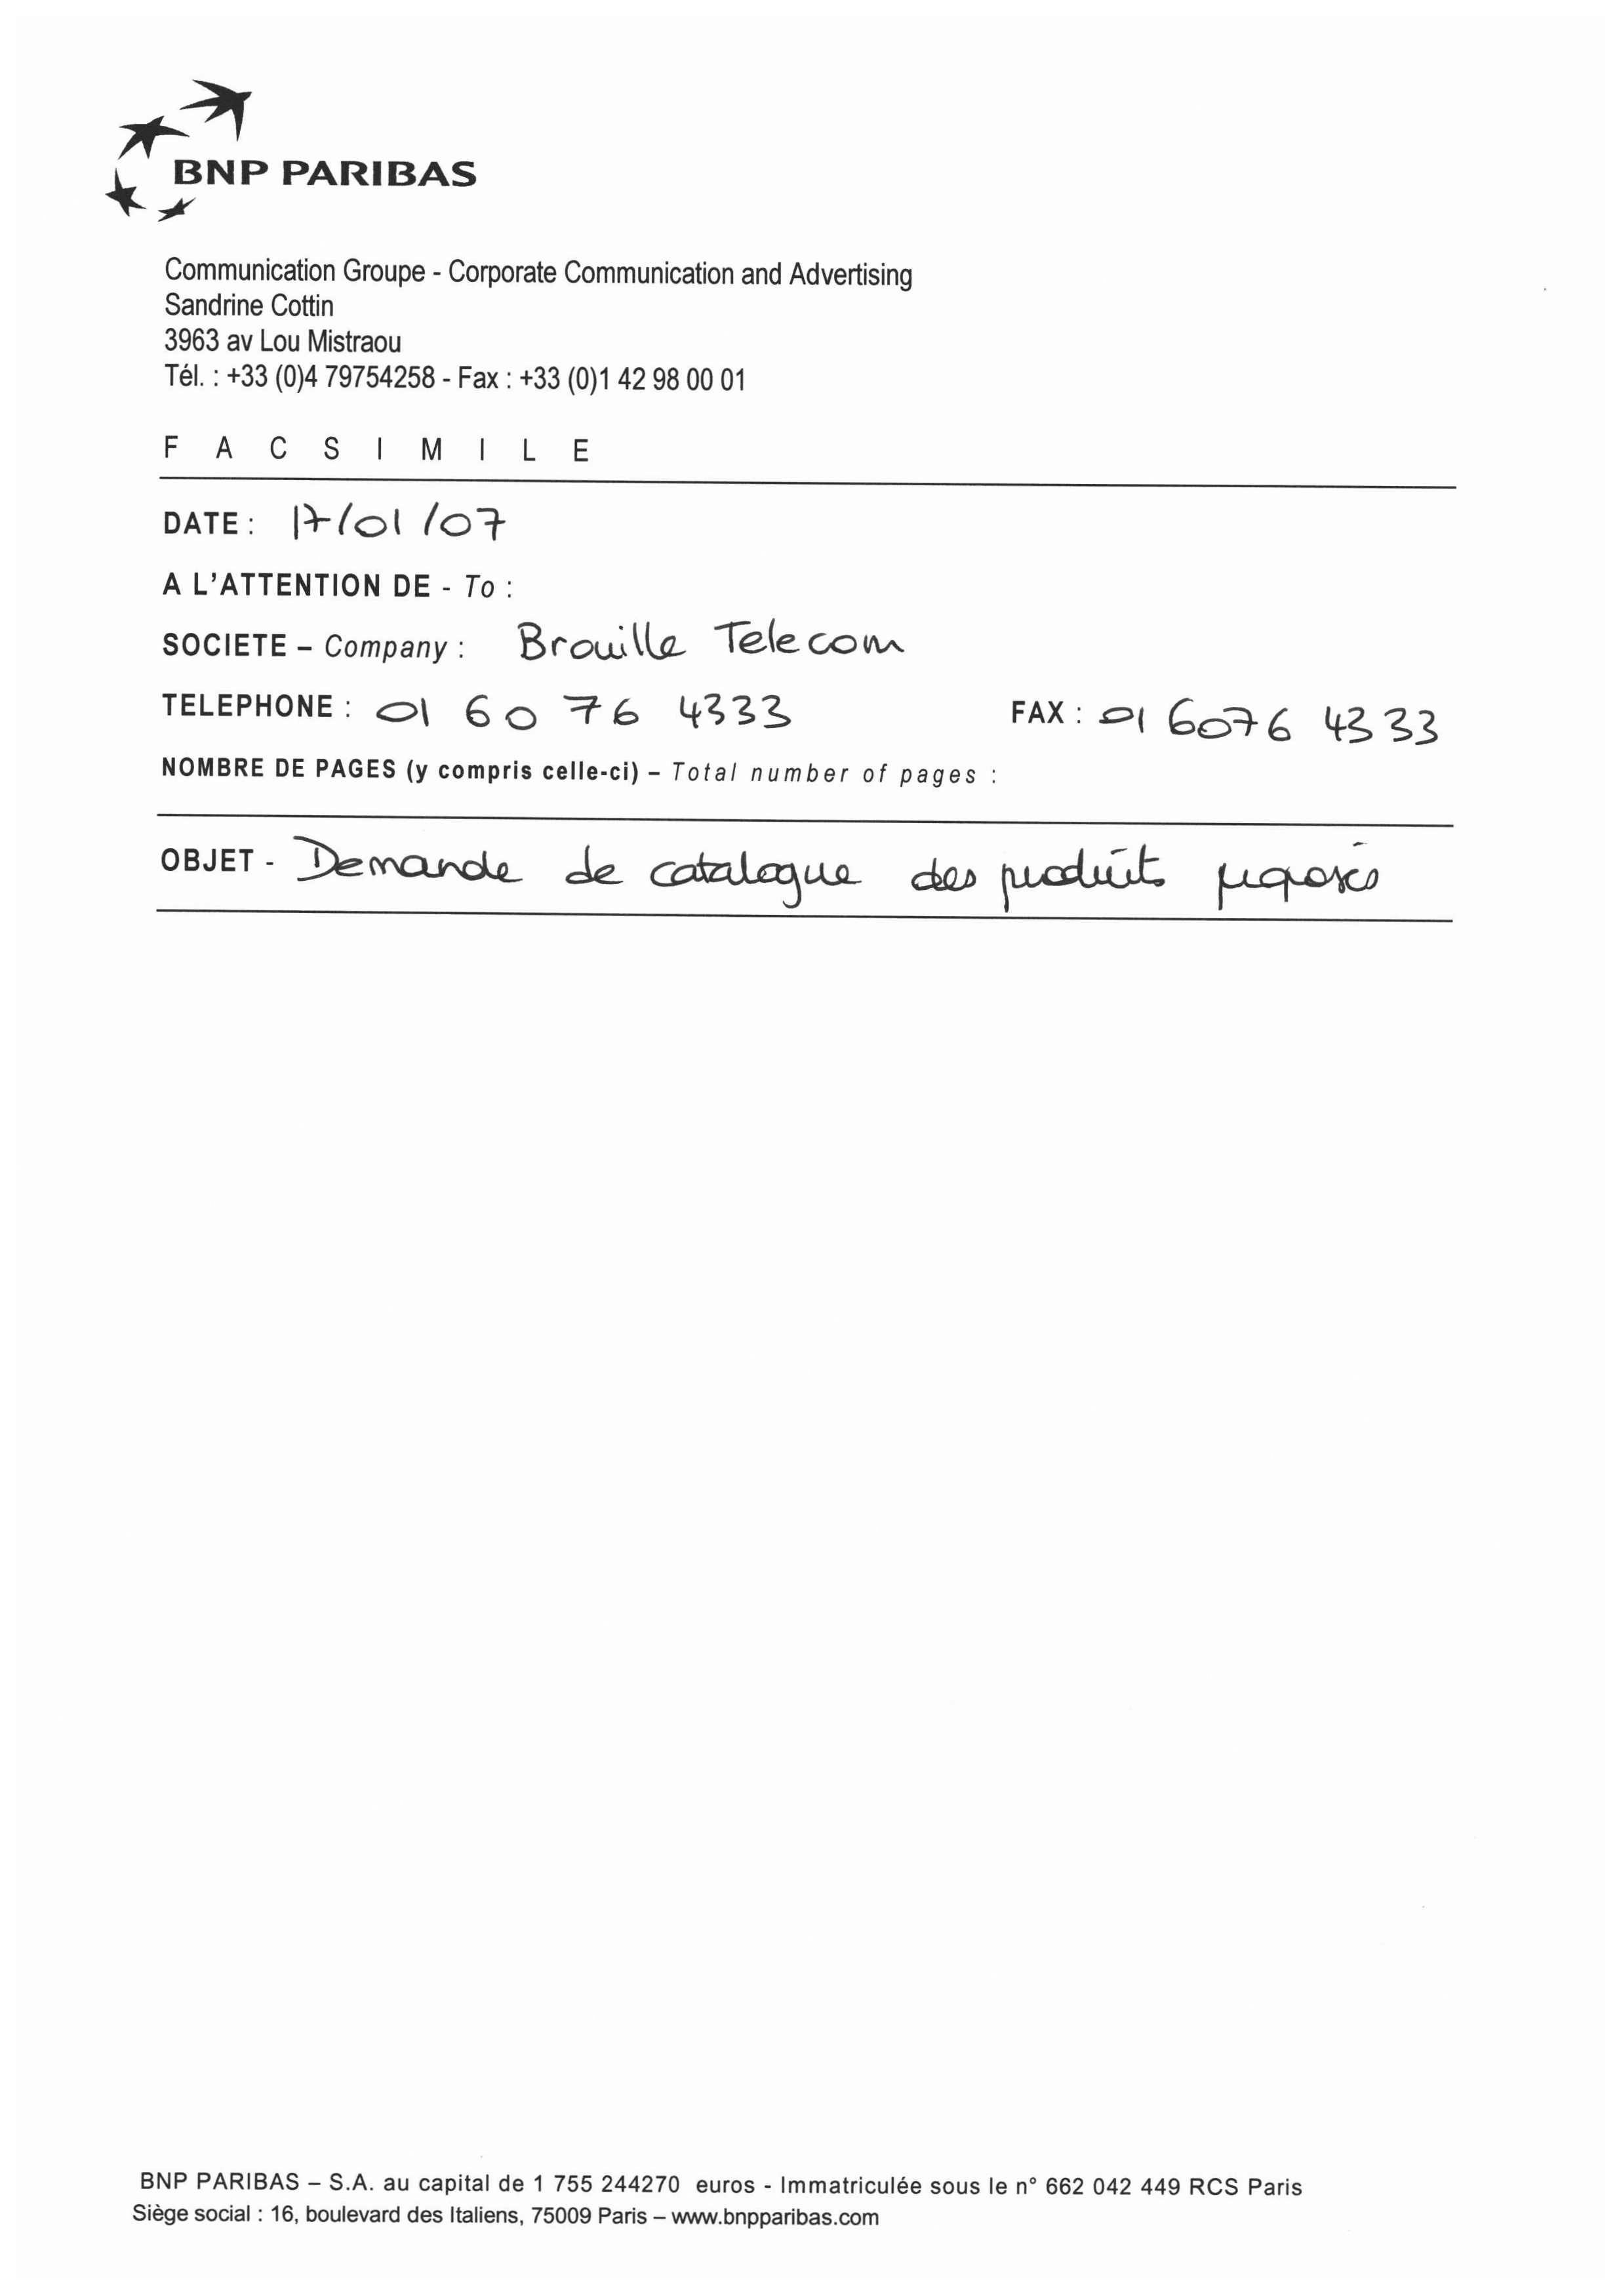 BNP PARIBAS
Communication Groupe - Corporate Communication and Advertising
Sandrine Cottin
3963 av Lou Mistraou
Tél. : +33 (0)4 79754258 - Fax : +33 (0)1 42 98 00 01
F A C S I M I L E
DATE : 17/01/07
A L'ATTENTION DE - To :
SOCIETE – Company : Brouille Telecom
TELEPHONE : 01 60 76 4333 FAX : 01 6076 4333
NOMBRE DE PAGES (y compris celle-ci) – Total number of pages :
OBJET - Demande de catalogue des produits proposés
BNP PARIBAS – S.A. au capital de 1 755 244270 euros - Immatriculée sous le n° 662 042 449 RCS Paris
Siège social : 16, boulevard des Italiens, 75009 Paris – www.bnpparibas.com